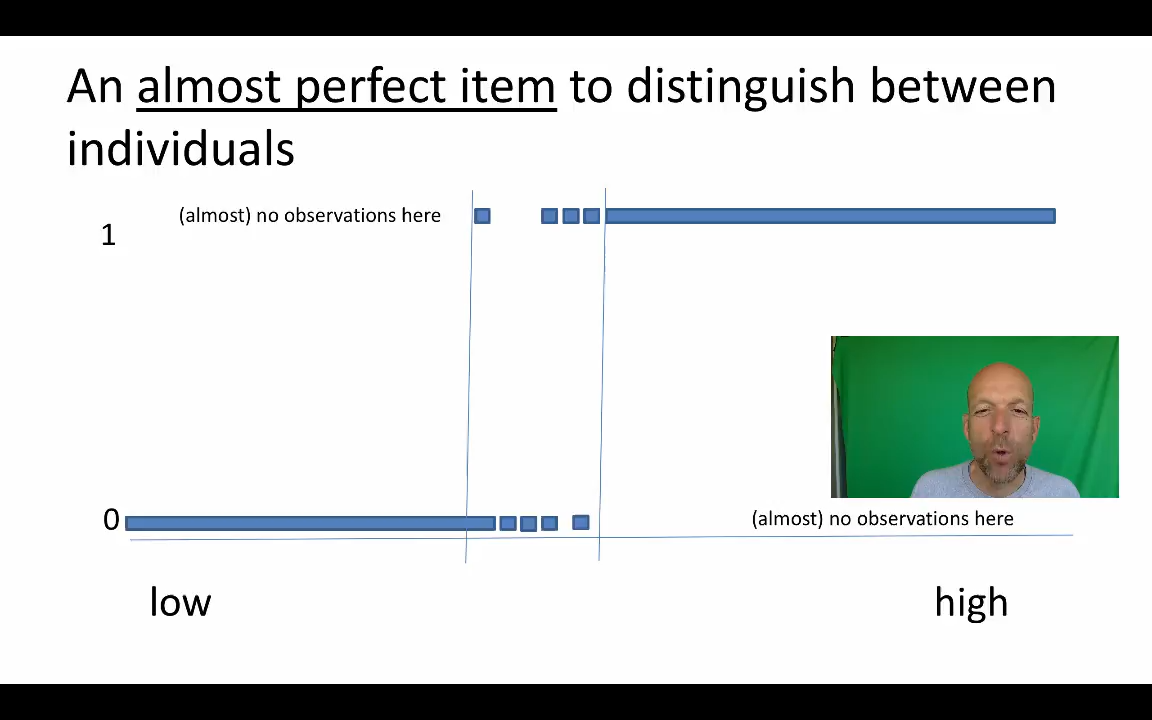 An almost perfect item to distinguish between
individuals
(almost) no observations here
1
0
(almost) no observations here
low
high